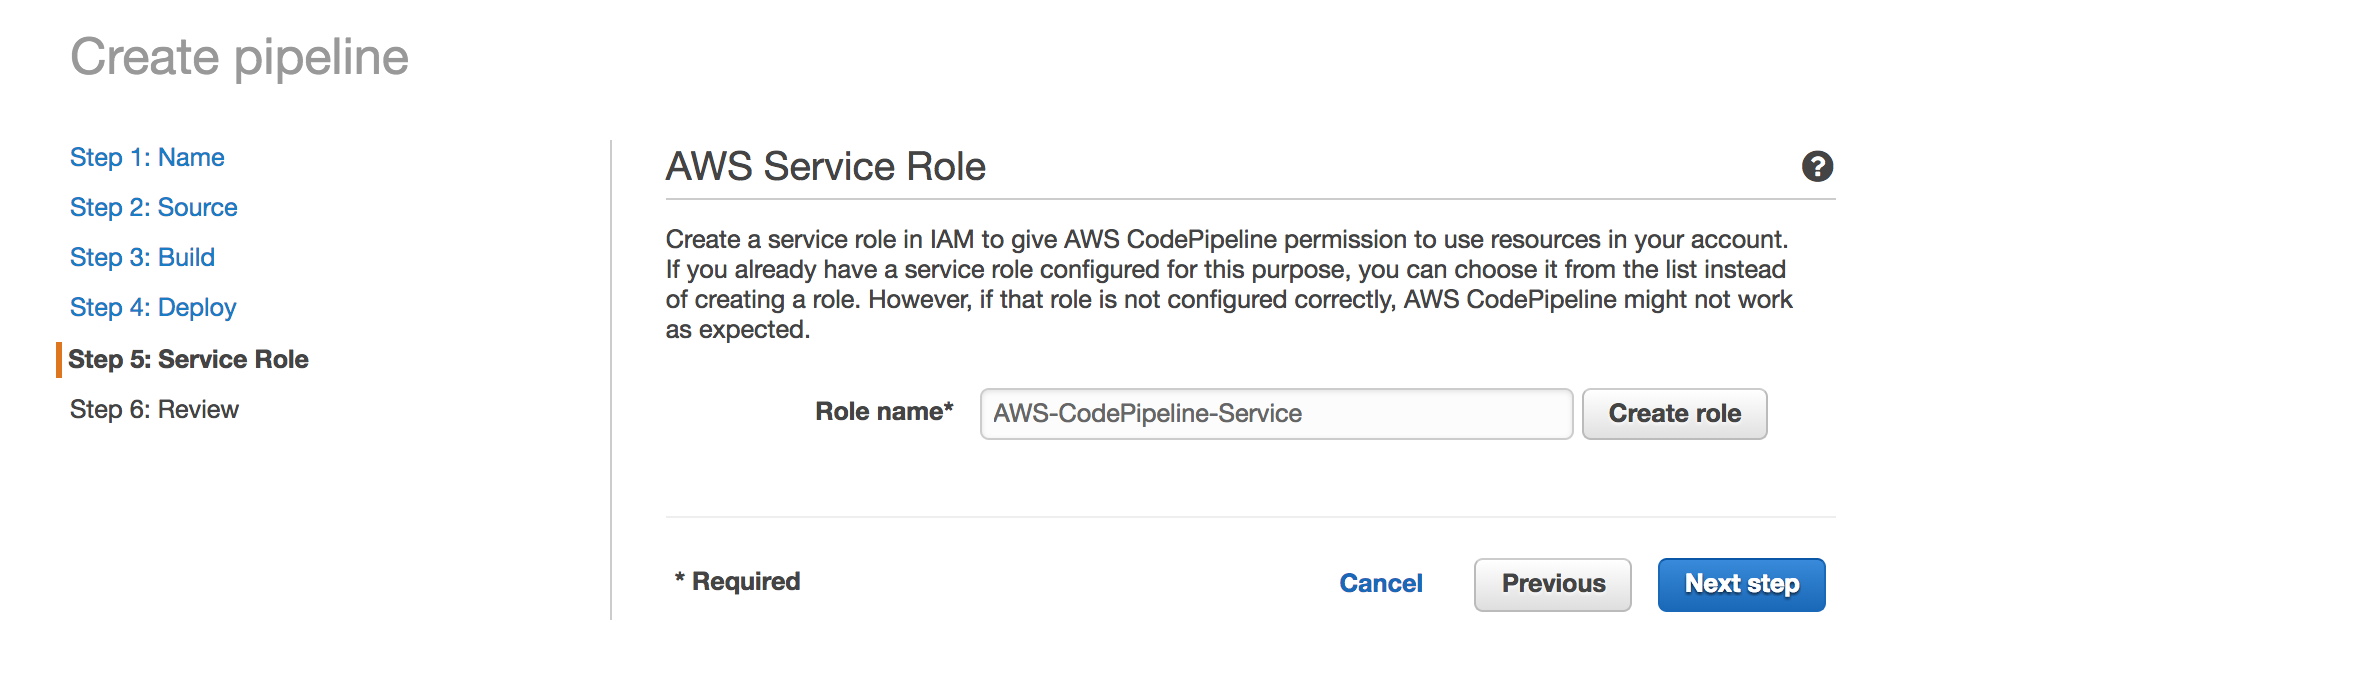 Create pipeline
Step 1: Name
Step 2: Source
Step 3: Build
Step 4: Deploy
Step 5: Service Role
Step 6: Review
AWS Service Role
?
Create a service role in IAM to give AWS CodePipeline permission to use resources in your account.
If you already have a service role configured for this purpose, you can choose it from the list instead
of creating a role. However, if that role is not configured correctly, AWS CodePipeline might not work
as expected.
Role name* AWS-CodePipeline-Service Create role
* Required Cancel Previous Next step